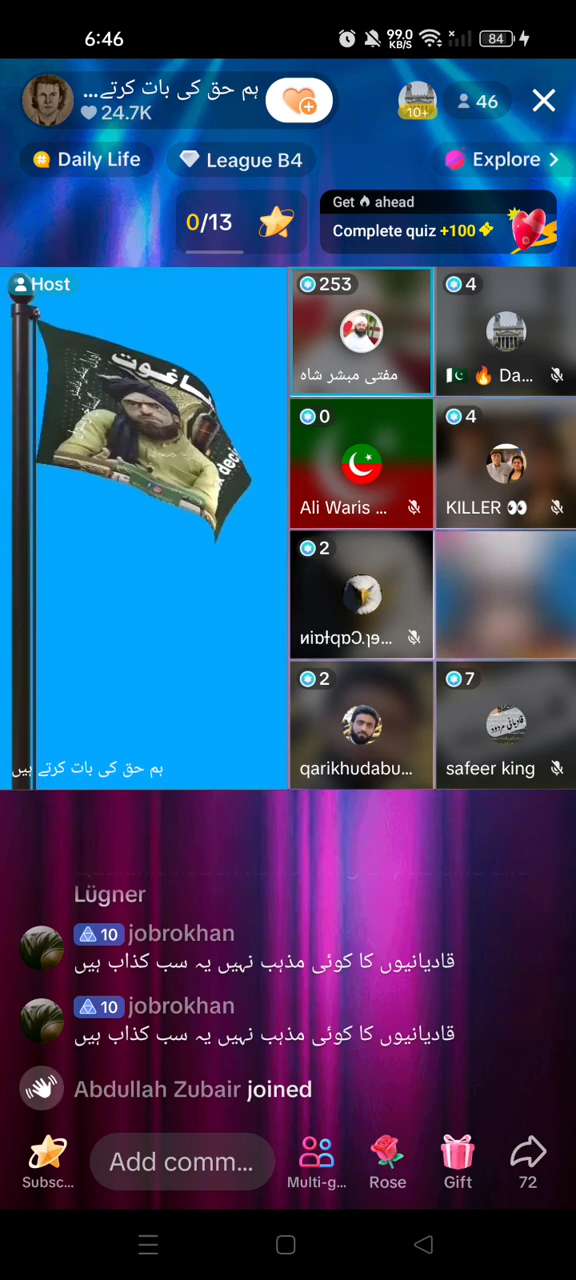 6:46
99.0
KB/S
84
ہم حق کی بات کرتے...
24.7K
10+
46
Daily Life
League B4
Explore
0/13
Get ahead
Complete quiz +100
Host
253
4
مفتی مبشر شاہ
Da...
0
4
Ali Waris ...
KILLER
2
2
7
qarikhudabu...
safeer king
ہم حق کی بات کرتے ہیں
Lügner
10 jobrokhan
قادیانیوں کا کوئی مذہب نہیں یہ سب کذاب ہیں
10 jobrokhan
قادیانیوں کا کوئی مذہب نہیں یہ سب کذاب ہیں
Abdullah Zubair joined
Subsc...
Add comm...
Multi-g...
Rose
Gift
72